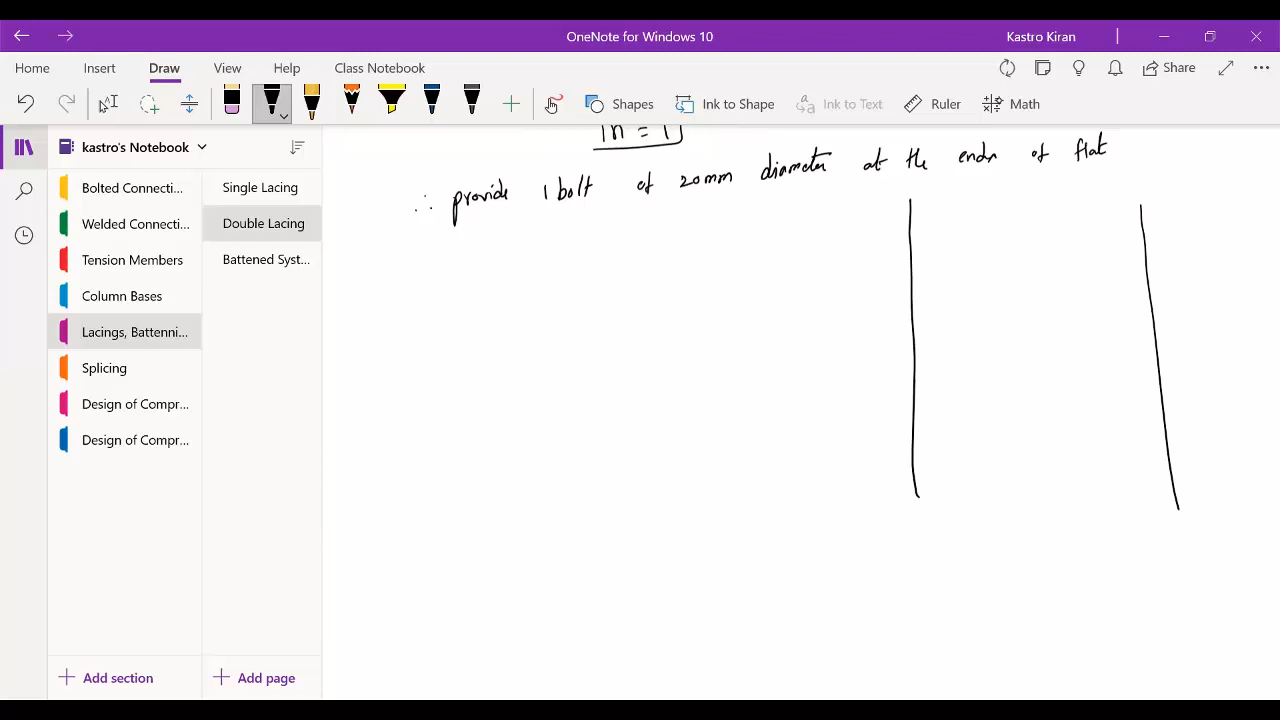 OneNote for Windows 10
Kastro Kiran
Home Insert Draw View Help Class Notebook
Share
Shapes
Ink to Shape
Ink to Text
Ruler
Math
kastro's Notebook
Bolted Connecti...
Welded Connecti...
Tension Members
Column Bases
Lacings, Battenni...
Splicing
Design of Compr...
Design of Compr...
Single Lacing
Double Lacing
Battened Syst...
n = 1
∴ provide 1 bolt of 20mm diameter at the ends of flat
Add section
Add page